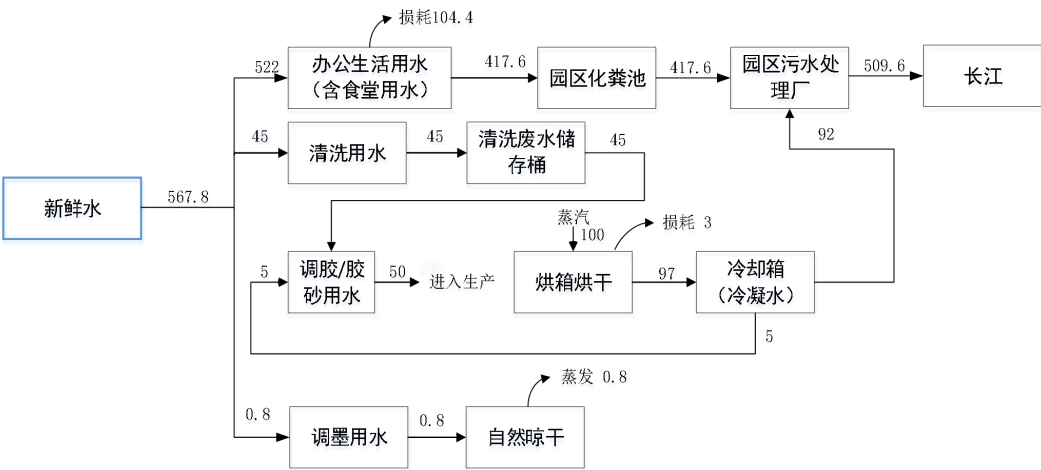 损耗104.4
522
办公生活用水
（含食堂用水）
417.6
园区化粪池
417.6
园区污水处
理厂
509.6
长江
45
清洗用水
45
清洗废水储
存桶
45
92
新鲜水
567.8
蒸汽
100
损耗 3
5
调胶/胶
砂用水
50
进入生产
烘箱烘干
97
冷却箱
（冷凝水）
5
蒸发 0.8
0.8
调墨用水
0.8
自然晾干